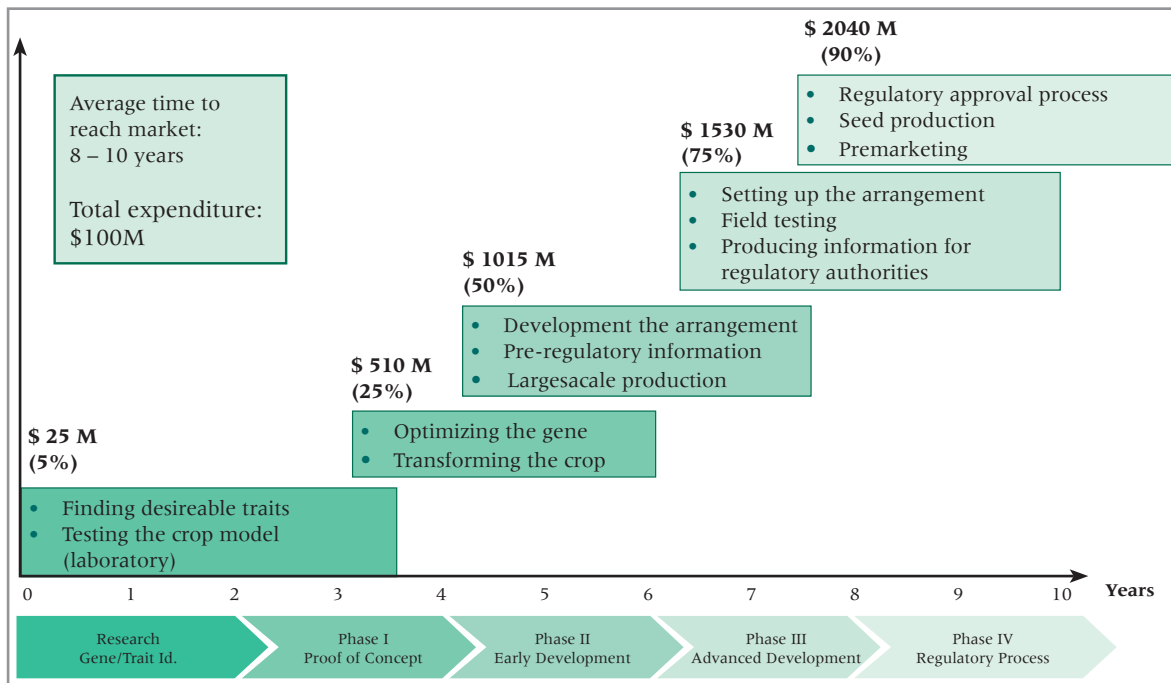 $ 2040 M
(90%)
• Regulatory approval process
• Seed production
• Premarketing
Average time to
reach market:
8 – 10 years
Total expenditure:
$100M
$ 1530 M
(75%)
• Setting up the arrangement
• Field testing
• Producing information for
regulatory authorities
$ 1015 M
(50%)
• Development the arrangement
• Pre-regulatory information
• Largesacale production
$ 510 M
(25%)
• Optimizing the gene
• Transforming the crop
$ 25 M
(5%)
• Finding desireable traits
• Testing the crop model
(laboratory)
0 1 2 3 4 5 6 7 8 9 10 Years
Research
Gene/Trait Id.
Phase I
Proof of Concept
Phase II
Early Development
Phase III
Advanced Development
Phase IV
Regulatory Process